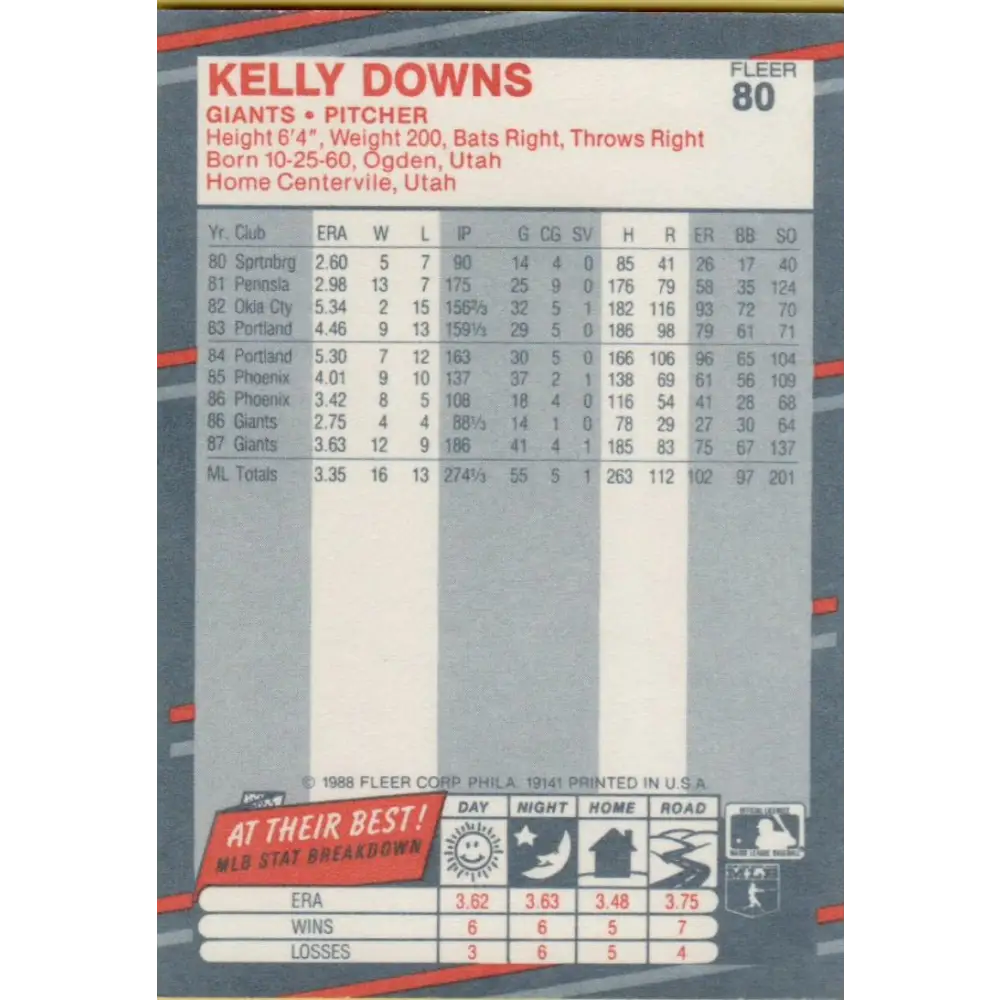 KELLY DOWNS
FLEER
80
GIANTS • PITCHER
Height 6'4", Weight 200, Bats Right, Throws Right
Born 10-25-60, Ogden, Utah
Home Centervile, Utah
Yr. Club ERA W L IP G CG SV H R ER BB SO
80 Sprtnbrg 2.60 5 7 90 14 4 0 85 41 26 17 40
81 Pennsla 2.98 13 7 175 25 9 0 176 79 58 35 124
82 Okla Cty 5.34 2 15 156⅔ 32 5 1 182 116 93 72 70
83 Portland 4.46 9 13 159⅓ 29 5 0 186 98 79 61 71
84 Portland 5.30 7 12 163 30 5 0 166 106 96 65 104
85 Phoenix 4.01 9 10 137 37 2 1 138 69 61 56 109
86 Phoenix 3.42 8 5 108 18 4 0 116 54 41 28 68
86 Giants 2.75 4 4 88⅓ 14 1 0 78 29 27 30 64
87 Giants 3.63 12 9 186 41 4 1 185 83 75 67 137
ML Totals 3.35 16 13 274⅓ 55 5 1 263 112 102 97 201
© 1988 FLEER CORP. PHILA. 19141 PRINTED IN U.S.A.
AT THEIR BEST!
MLB STAT BREAKDOWN
DAY NIGHT HOME ROAD
OFFICIAL LICENSEE
MAJOR LEAGUE BASEBALL
MLB
ERA 3.62 3.63 3.48 3.75
WINS 6 6 5 7
LOSSES 3 6 5 4